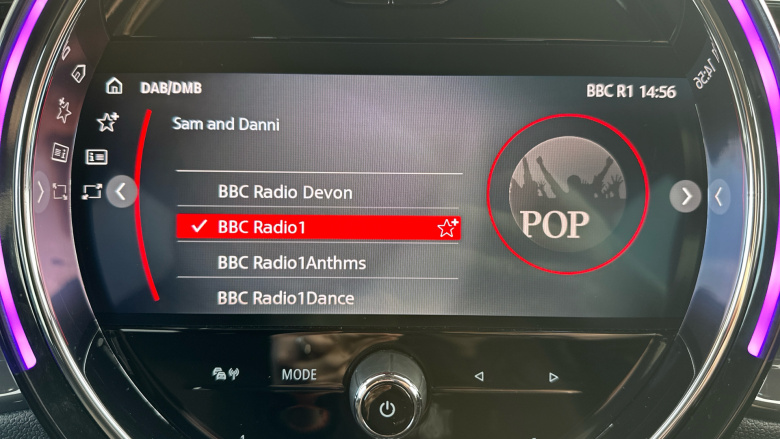 DAB/DMB
BBC R1 14:56
Sam and Danni
BBC Radio Devon
BBC Radio1
BBC Radio1Anthms
BBC Radio1Dance
POP
MODE